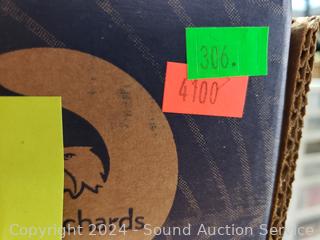 306.
4100
chards
Copyright 2024 - Sound Auction Service